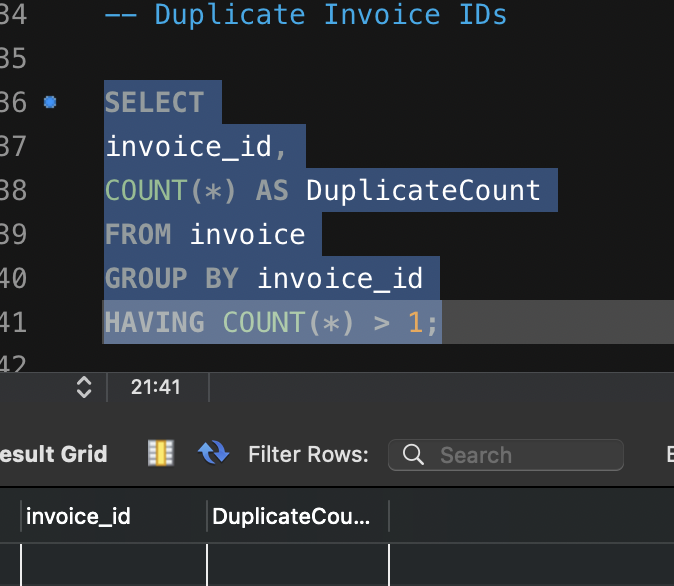 34 -- Duplicate Invoice IDs
35
36 SELECT
37 invoice_id,
38 COUNT(*) AS DuplicateCount
39 FROM invoice
40 GROUP BY invoice_id
41 HAVING COUNT(*) > 1;
42
21:41
esult Grid Filter Rows: Search E
invoice_id DuplicateCou...